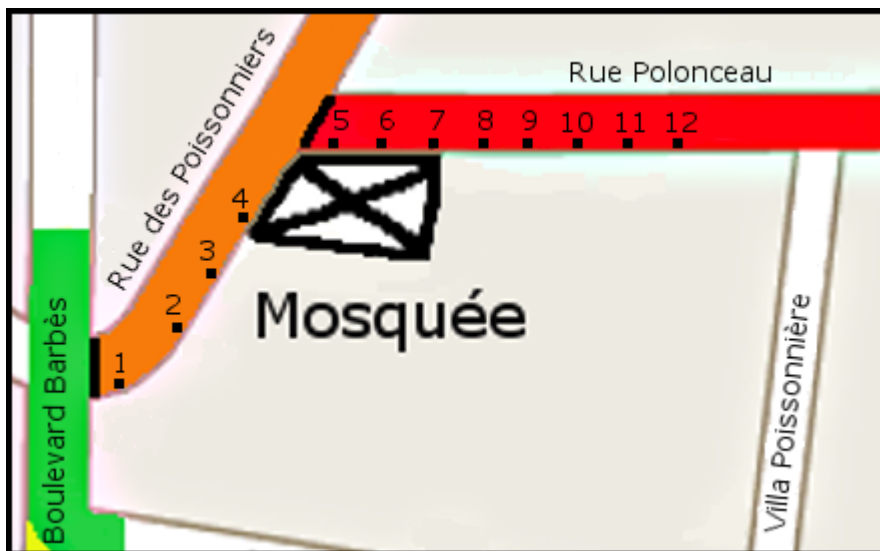 Rue Polonceau
Rue des Poissonniers
5 6 7 8 9 10 11 12
4
3
2
1
Mosquée
Boulevard Barbès
Villa Poissonnière